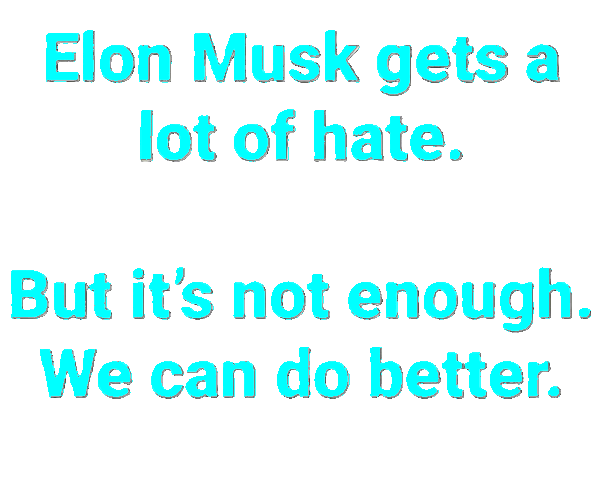 Elon Musk gets a
lot of hate.
But it’s not enough.
We can do better.